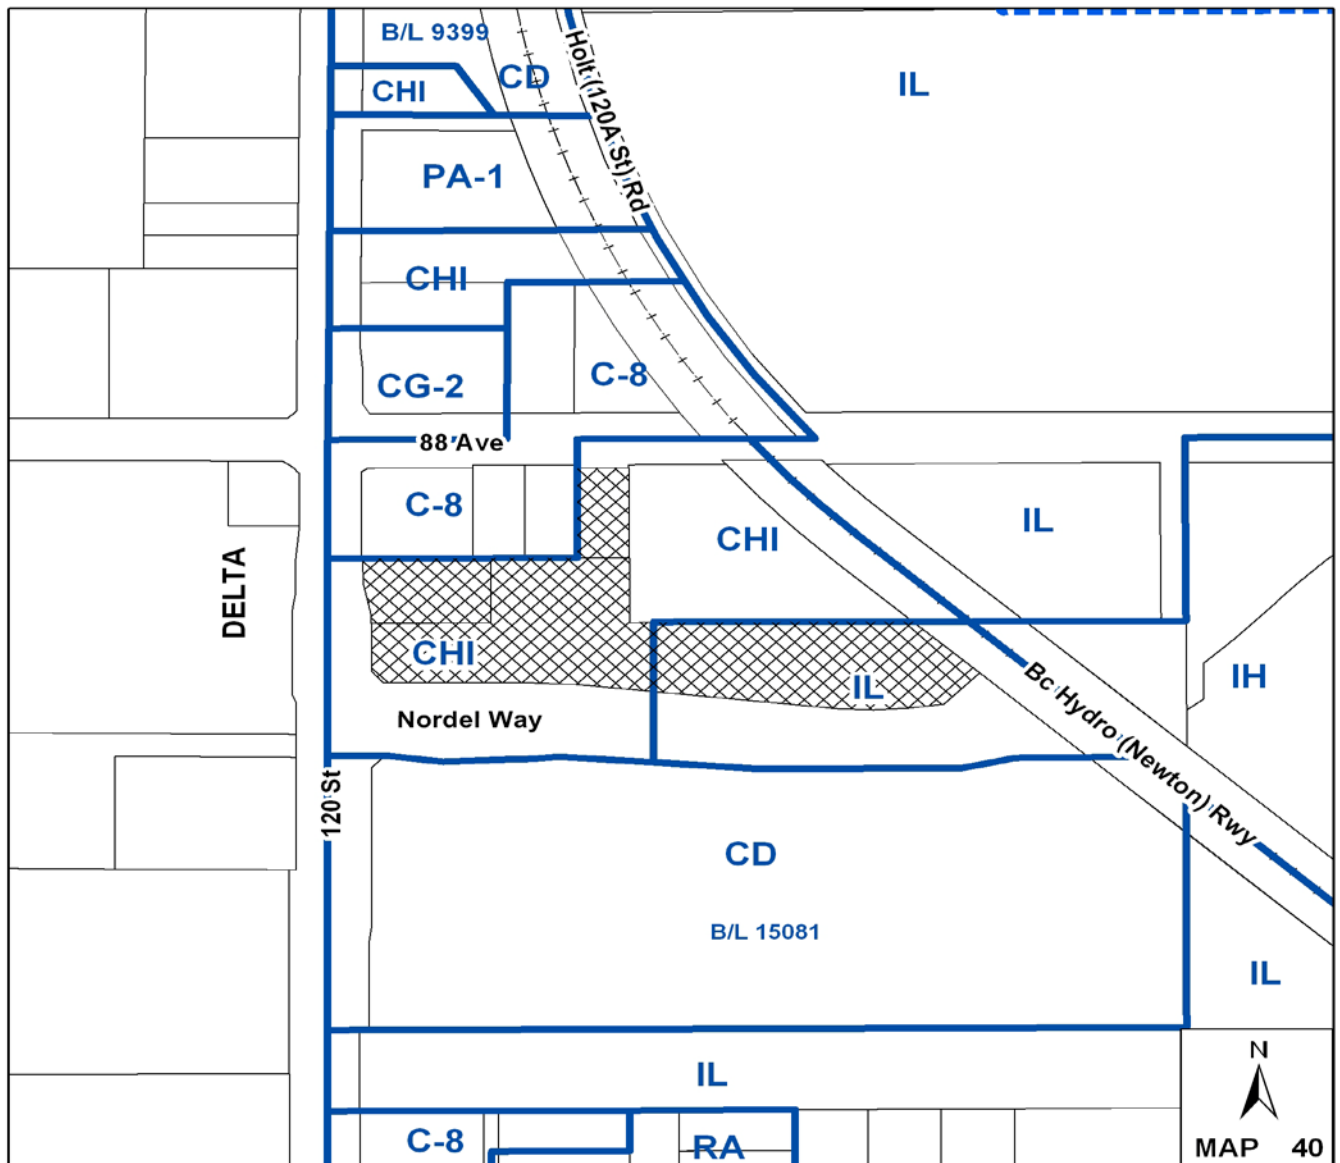 B/L 9399
CD
CHI
Holt (120A St) Rd
IL
PA-1
CHI
CG-2
C-8
88 Ave
C-8
CHI
IL
DELTA
CHI
IL
IH
Nordel Way
Bc Hydro (Newton) Rwy
120 St
CD
B/L 15081
IL
IL
N
C-8
RA
MAP 40